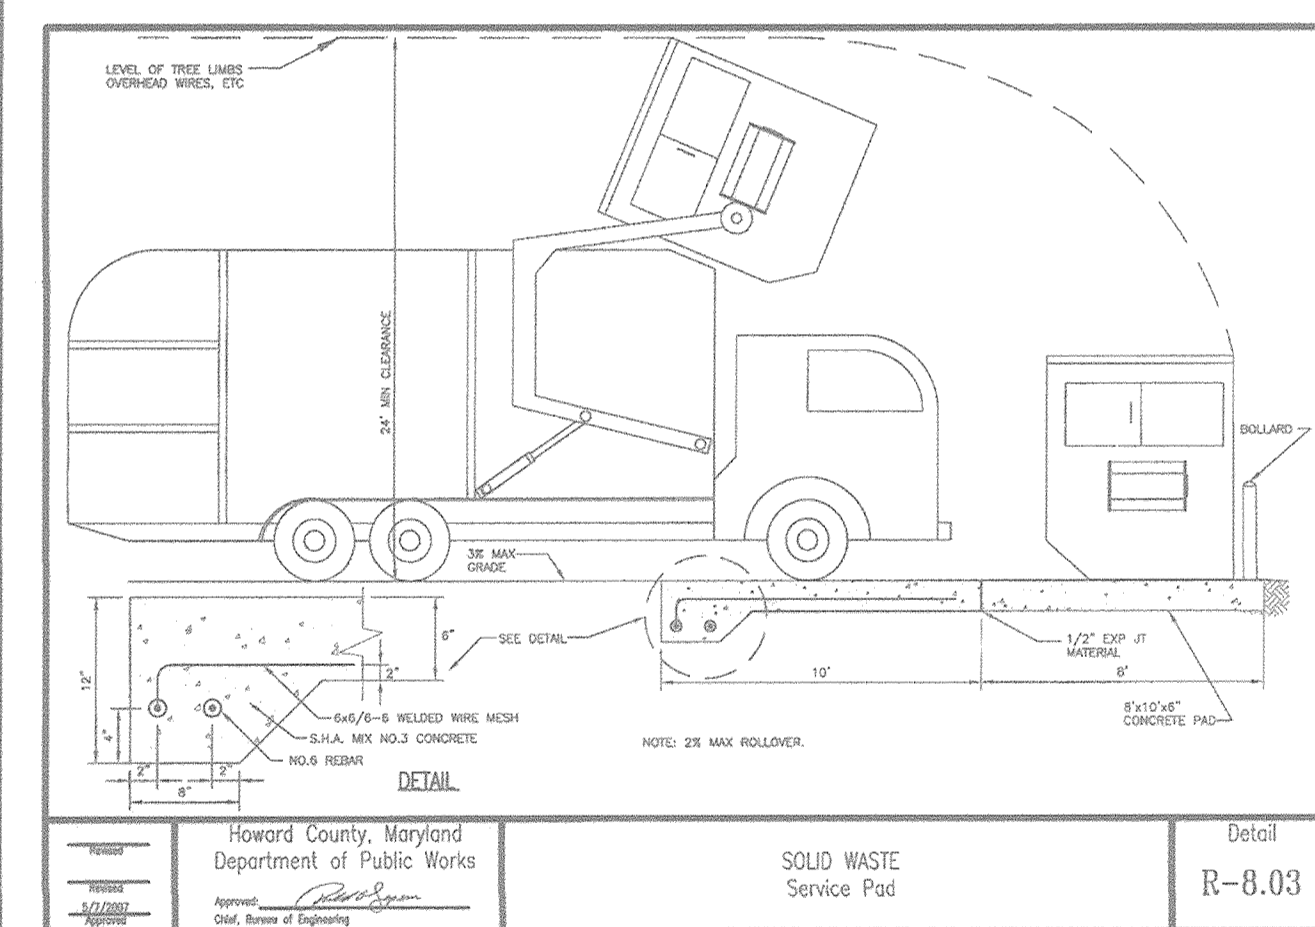 LEVEL OF TREE LIMBS
OVERHEAD WIRES, ETC
24' MIN CLEARANCE
BOLLARD
3% MAX
GRADE
SEE DETAIL
1/2" EXP JT
MATERIAL
10'
8'
8'x10'x6"
CONCRETE PAD
NOTE: 2% MAX ROLLOVER.
12"
4"
6"
2"
6x6/6-6 WELDED WIRE MESH
S.H.A. MIX NO.3 CONCRETE
NO.6 REBAR
2"
2"
8"
DETAIL
Revised
Revised
5/7/2007
Approved
Howard County, Maryland
Department of Public Works
Approved:
Chief, Bureau of Engineering
SOLID WASTE
Service Pad
Detail
R-8.03